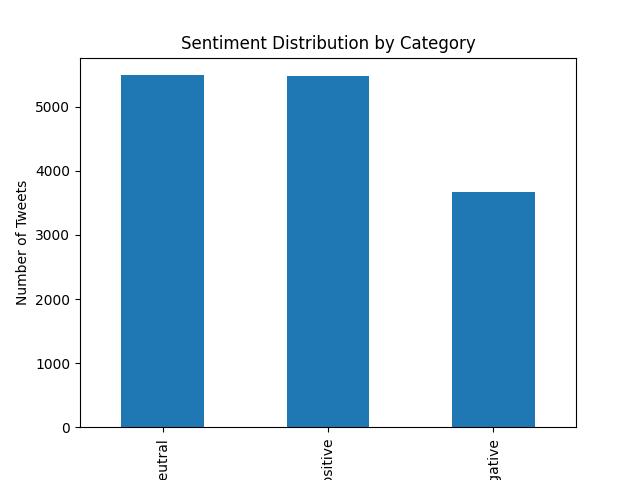 Sentiment Distribution by Category
Number of Tweets
5000
4000
3000
2000
1000
0
eutral
ositive
gative